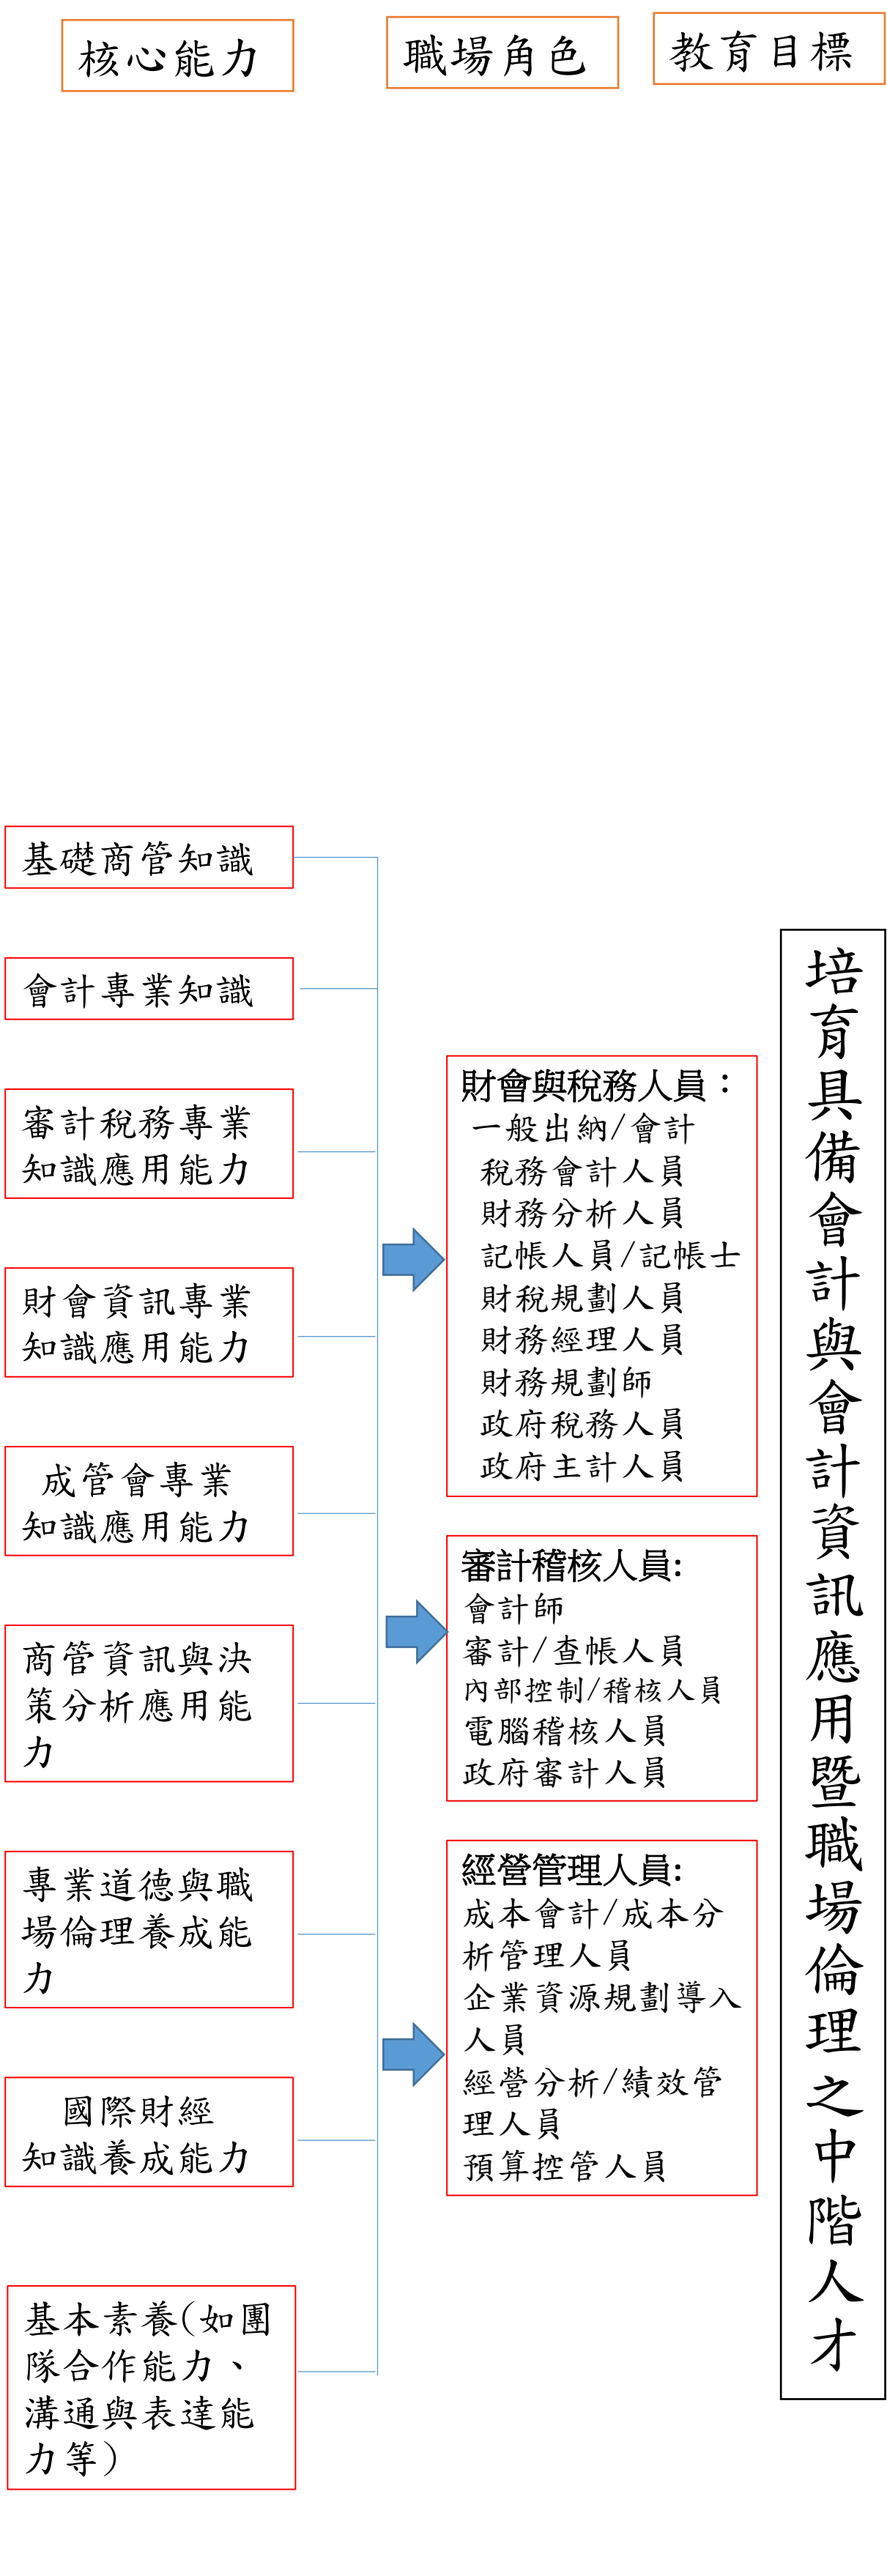 核心能力
職場角色
教育目標
基礎商管知識
會計專業知識
審計稅務專業
知識應用能力
財會資訊專業
知識應用能力
成管會專業
知識應用能力
商管資訊與決
策分析應用能
力
專業道德與職
場倫理養成能
力
國際財經
知識養成能力
基本素養(如團
隊合作能力、
溝通與表達能
力等)
財會與稅務人員：
一般出納/會計
稅務會計人員
財務分析人員
記帳人員/記帳士
財稅規劃人員
財務經理人員
財務規劃師
政府稅務人員
政府主計人員
審計稽核人員:
會計師
審計/查帳人員
內部控制/稽核人員
電腦稽核人員
政府審計人員
經營管理人員:
成本會計/成本分
析管理人員
企業資源規劃導入
人員
經營分析/績效管
理人員
預算控管人員
培育具備會計與會計資訊應用暨職場倫理之中階人才